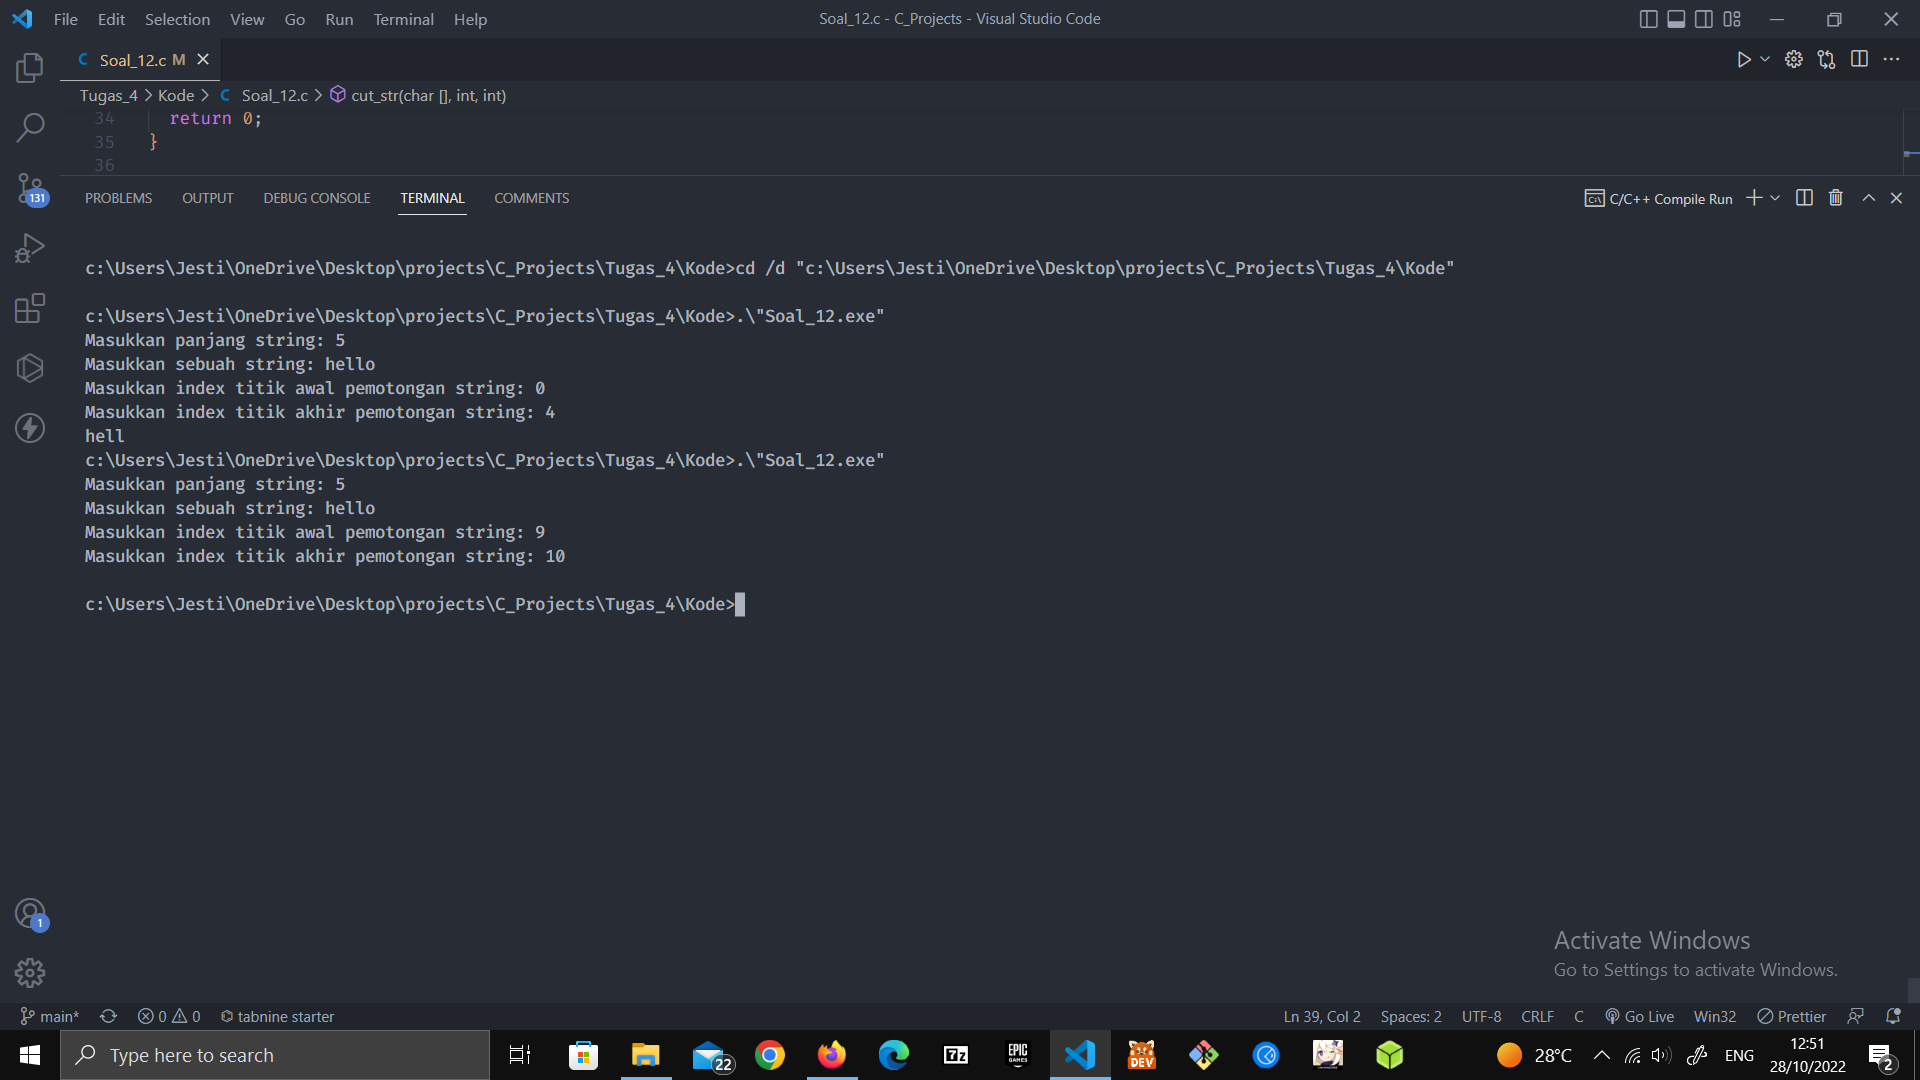 File Edit Selection View Go Run Terminal Help
Soal_12.c - C_Projects - Visual Studio Code
C Soal_12.c M
Tugas_4 > Kode > C Soal_12.c > cut_str(char [], int, int)
34 return 0;
35 }
36
131
PROBLEMS OUTPUT DEBUG CONSOLE TERMINAL COMMENTS
C/C++ Compile Run
c:\Users\Jesti\OneDrive\Desktop\projects\C_Projects\Tugas_4\Kode>cd /d "c:\Users\Jesti\OneDrive\Desktop\projects\C_Projects\Tugas_4\Kode"
c:\Users\Jesti\OneDrive\Desktop\projects\C_Projects\Tugas_4\Kode>.\"Soal_12.exe"
Masukkan panjang string: 5
Masukkan sebuah string: hello
Masukkan index titik awal pemotongan string: 0
Masukkan index titik akhir pemotongan string: 4
hell
c:\Users\Jesti\OneDrive\Desktop\projects\C_Projects\Tugas_4\Kode>.\"Soal_12.exe"
Masukkan panjang string: 5
Masukkan sebuah string: hello
Masukkan index titik awal pemotongan string: 9
Masukkan index titik akhir pemotongan string: 10
c:\Users\Jesti\OneDrive\Desktop\projects\C_Projects\Tugas_4\Kode>
1
Activate Windows
Go to Settings to activate Windows.
main* 0 0 tabnine starter
Ln 39, Col 2 Spaces: 2 UTF-8 CRLF C Go Live Win32 Prettier
Type here to search
22
7z
EPIC
GAMES
DEV
28°C
ENG
12:51
28/10/2022
2